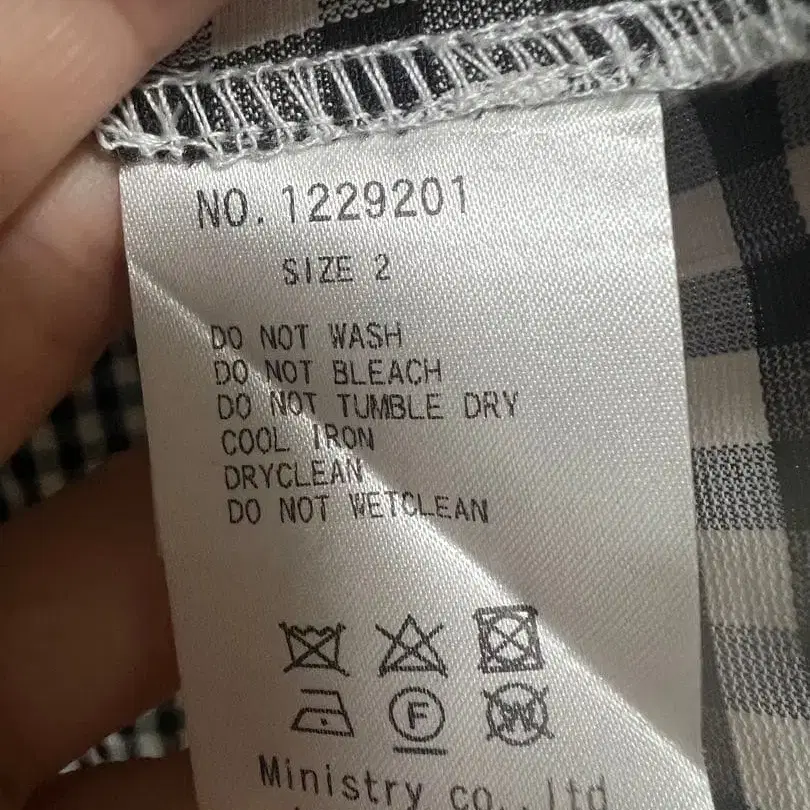 NO. 1229201
SIZE 2
DO NOT WASH
DO NOT BLEACH
DO NOT TUMBLE DRY
COOL IRON
DRYCLEAN
DO NOT WETCLEAN
F W
Ministry co.,ltd